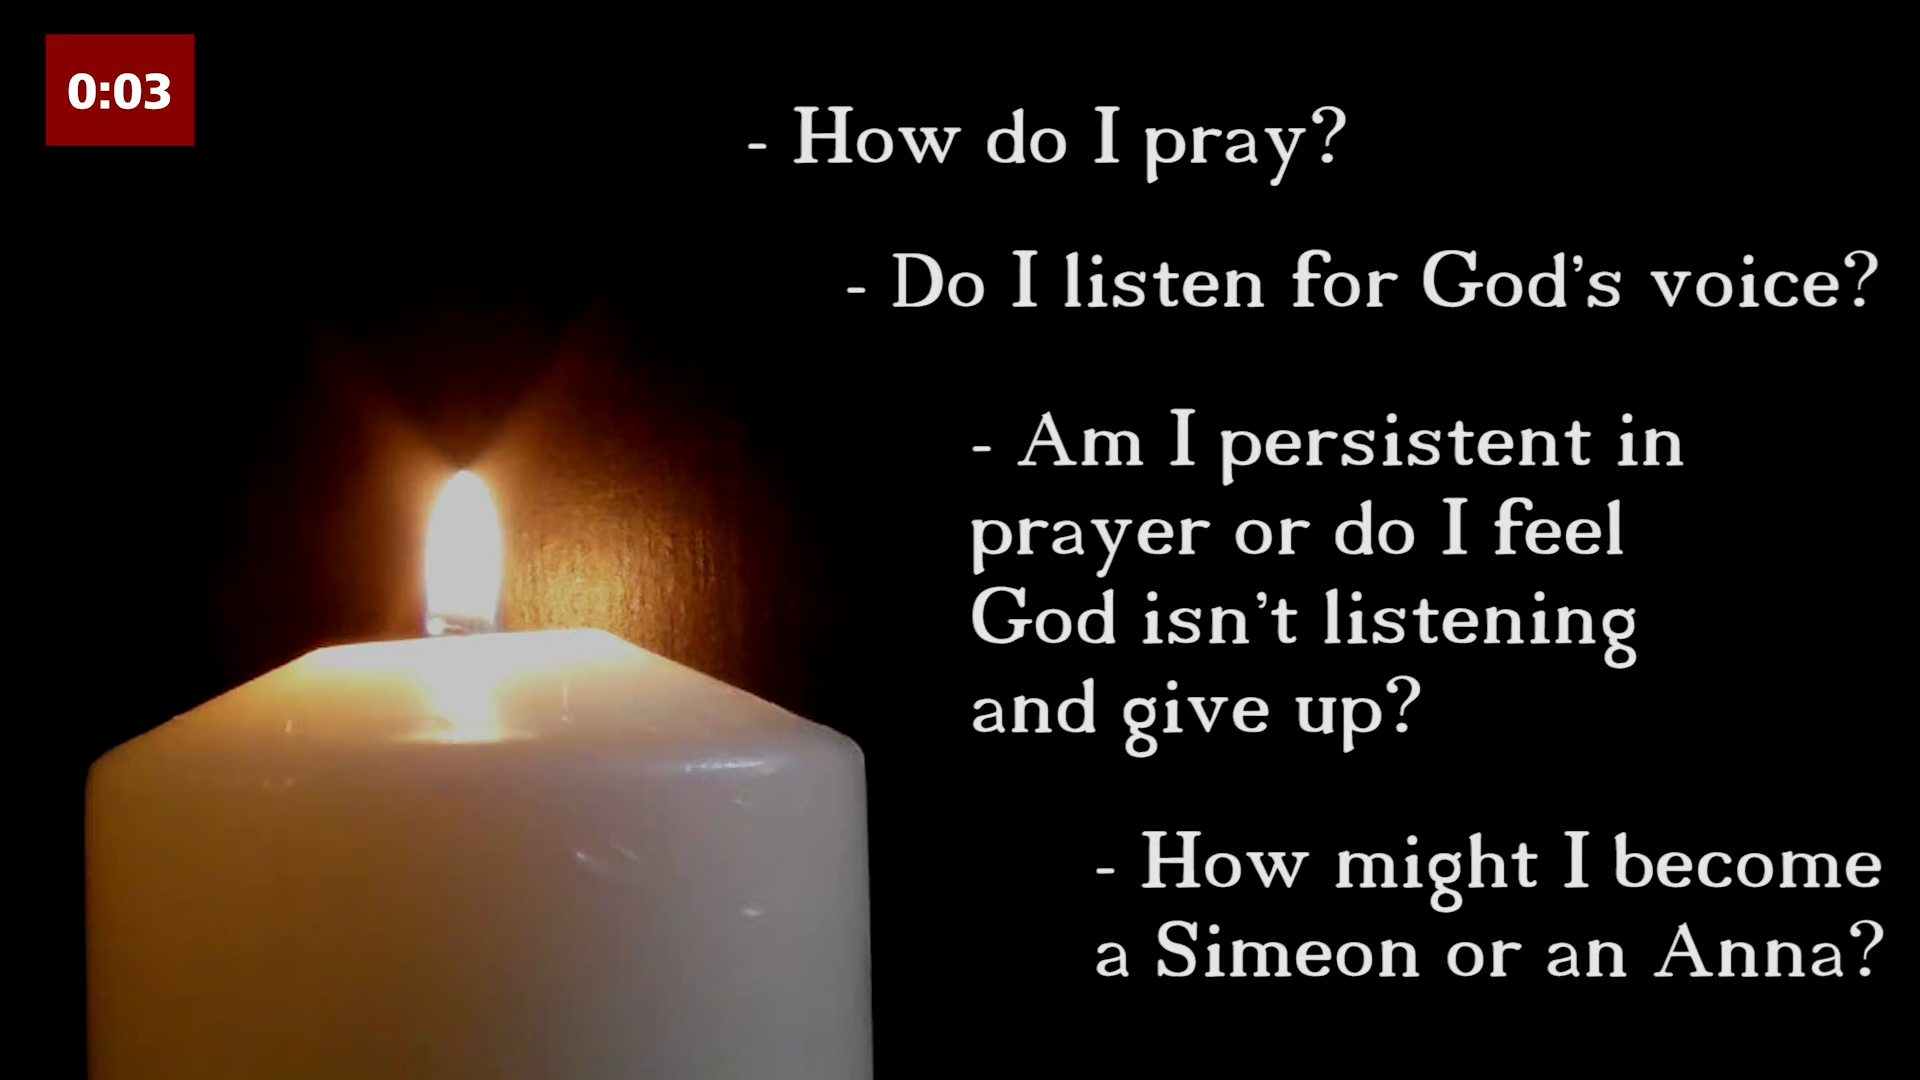 0:03
- How do I pray?
- Do I listen for God’s voice?
- Am I persistent in
prayer or do I feel
God isn’t listening
and give up?
- How might I become
a Simeon or an Anna?